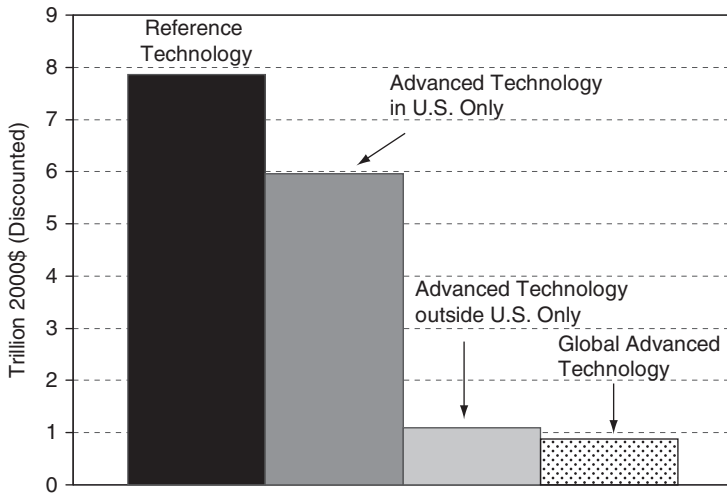 9
Reference
Technology
8
Advanced Technology
in U.S. Only
7
6
5
4
Advanced Technology
outside U.S. Only
3
Global Advanced
Technology
2
1
0
Trillion 2000$ (Discounted)